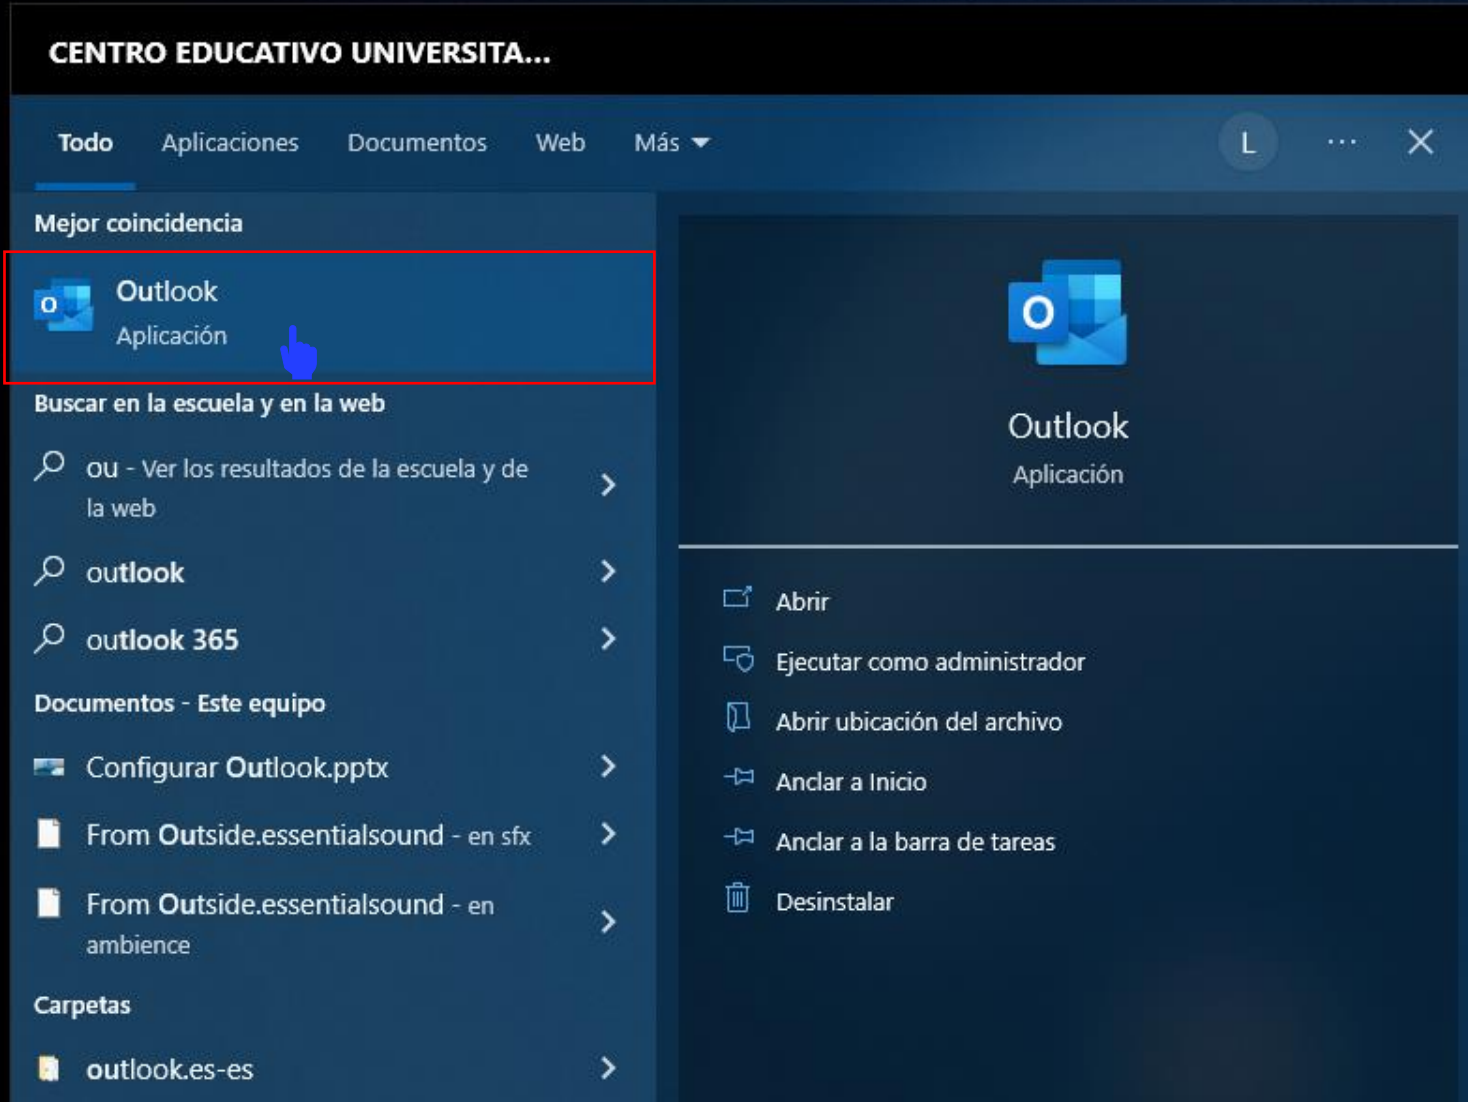 CENTRO EDUCATIVO UNIVERSITA...
Todo Aplicaciones Documentos Web Más L ... 
Mejor coincidencia
Outlook
Aplicación
Buscar en la escuela y en la web
ou - Ver los resultados de la escuela y de
la web
outlook
outlook 365
Documentos - Este equipo
Configurar Outlook.pptx
From Outside.essentialsound - en sfx
From Outside.essentialsound - en
ambience
Carpetas
outlook.es-es
O
Outlook
Aplicación
Abrir
Ejecutar como administrador
Abrir ubicación del archivo
Anclar a Inicio
Anclar a la barra de tareas
Desinstalar